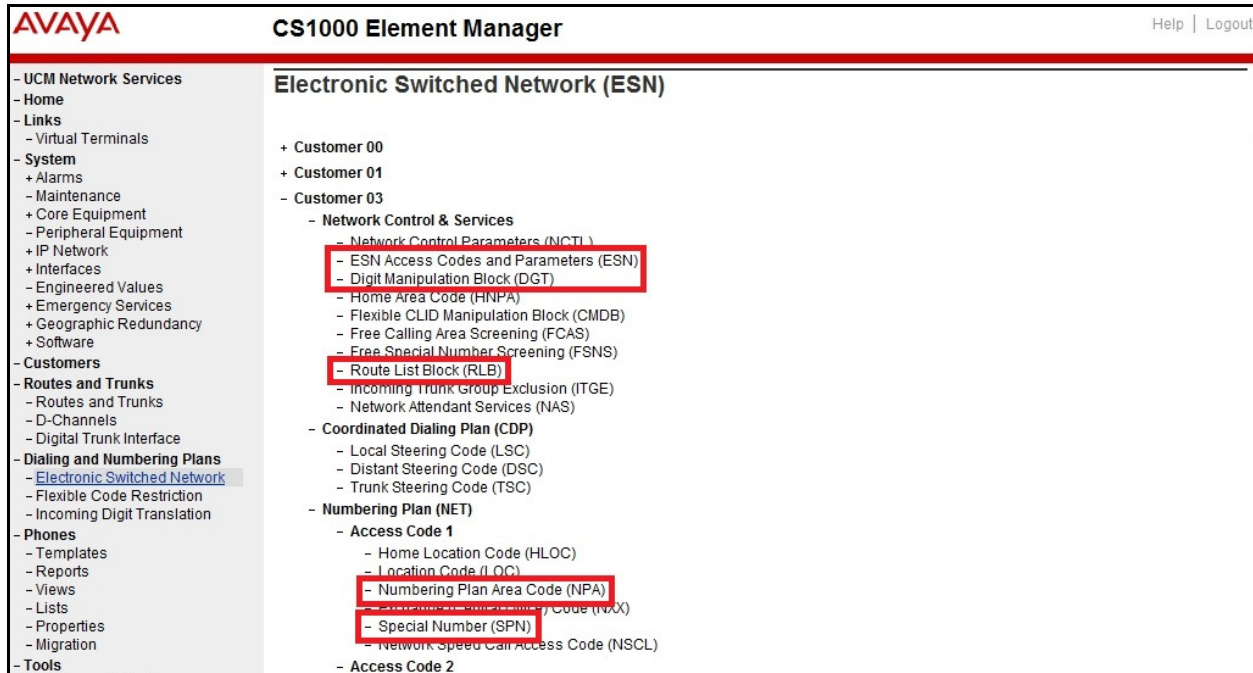 AVAYA
CS1000 Element Manager
Help | Logout
- UCM Network Services
- Home
- Links
- Virtual Terminals
- System
+ Alarms
- Maintenance
+ Core Equipment
- Peripheral Equipment
+ IP Network
+ Interfaces
- Engineered Values
+ Emergency Services
+ Geographic Redundancy
+ Software
- Customers
- Routes and Trunks
- Routes and Trunks
- D-Channels
- Digital Trunk Interface
- Dialing and Numbering Plans
- Electronic Switched Network
- Flexible Code Restriction
- Incoming Digit Translation
- Phones
- Templates
- Reports
- Views
- Lists
- Properties
- Migration
- Tools
Electronic Switched Network (ESN)
+ Customer 00
+ Customer 01
- Customer 03
- Network Control & Services
- Network Control Parameters (NCTL)
- ESN Access Codes and Parameters (ESN)
- Digit Manipulation Block (DGT)
- Home Area Code (HNPA)
- Flexible CLID Manipulation Block (CMDB)
- Free Calling Area Screening (FCAS)
- Free Special Number Screening (FSNS)
- Route List Block (RLB)
- Incoming Trunk Group Exclusion (ITGE)
- Network Attendant Services (NAS)
- Coordinated Dialing Plan (CDP)
- Local Steering Code (LSC)
- Distant Steering Code (DSC)
- Trunk Steering Code (TSC)
- Numbering Plan (NET)
- Access Code 1
- Home Location Code (HLOC)
- Location Code (LOC)
- Numbering Plan Area Code (NPA)
Code (NXX)
- Special Number (SPN)
- Network Speed Call Access Code (NSCL)
- Access Code 2